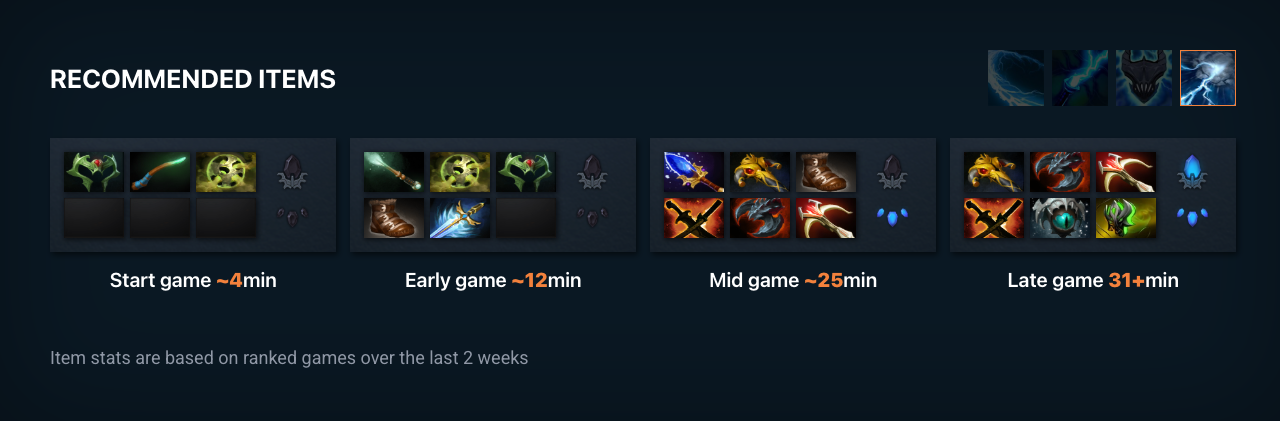 RECOMMENDED ITEMS
Start game ~4min
Early game ~12min
Mid game ~25min
Late game 31+min
Item stats are based on ranked games over the last 2 weeks